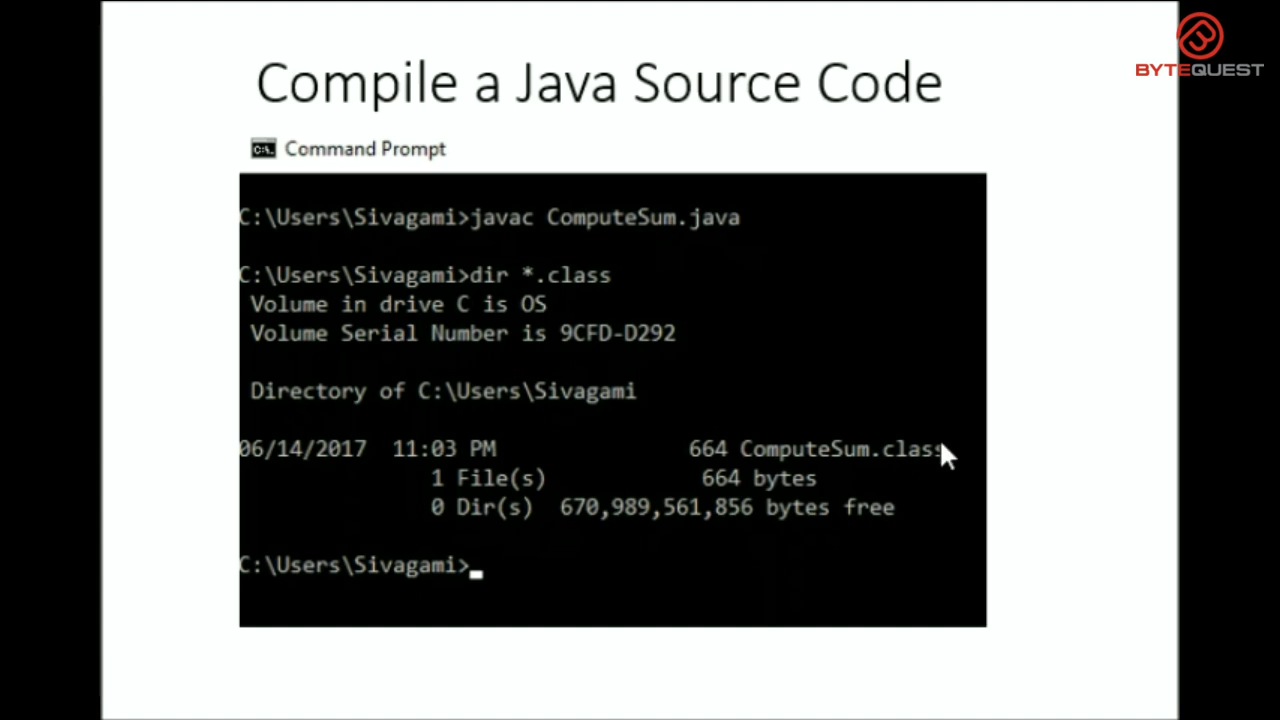 BYTEQUEST
Compile a Java Source Code
C:\. Command Prompt
C:\Users\Sivagami>javac ComputeSum.java
C:\Users\Sivagami>dir *.class
Volume in drive C is OS
Volume Serial Number is 9CFD-D292
Directory of C:\Users\Sivagami
06/14/2017 11:03 PM 664 ComputeSum.class
1 File(s) 664 bytes
0 Dir(s) 670,989,561,856 bytes free
C:\Users\Sivagami>